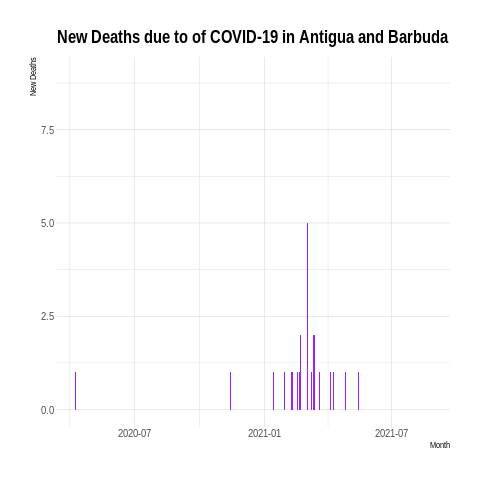 New Deaths due to of COVID-19 in Antigua and Barbuda
New Deaths
7.5
5.0
2.5
0.0
2020-07
2021-01
2021-07
Month